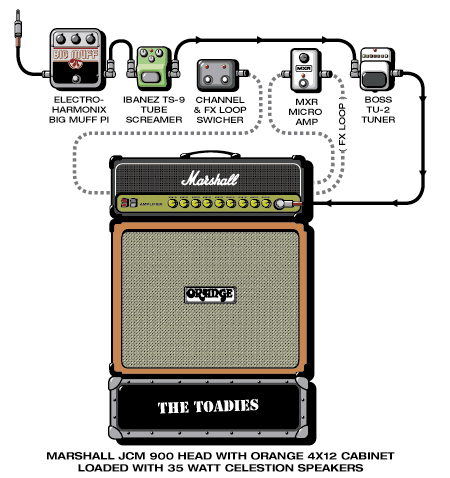 BIG MUFF
MXR
ELECTRO-
HARMONIX
BIG MUFF PI
IBANEZ TS-9
TUBE
SCREAMER
CHANNEL
& FX LOOP
SWICHER
MXR
MICRO
AMP
( FX LOOP )
BOSS
TU-2
TUNER
Marshall
AMPLIFIER
ORANGE
THE TOADIES
MARSHALL JCM 900 HEAD WITH ORANGE 4X12 CABINET
LOADED WITH 35 WATT CELESTION SPEAKERS